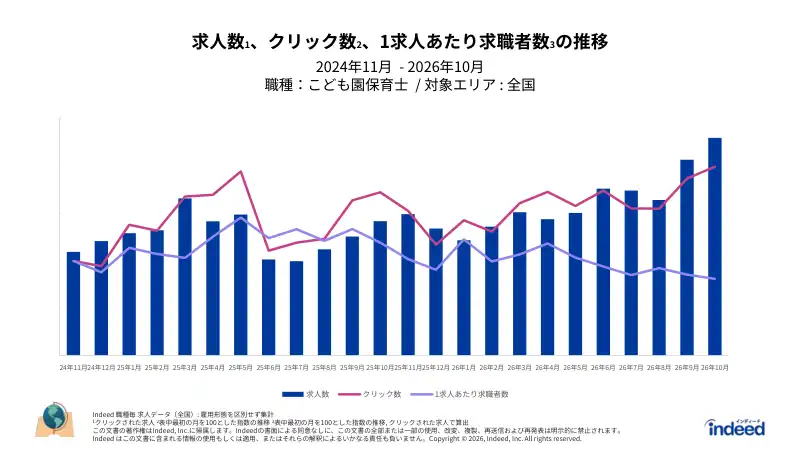 求人数1、クリック数2、1求人あたり求職者数3の推移
2024年11月 - 2026年10月
職種：こども園保育士 / 対象エリア : 全国
24年11月 24年12月 25年1月 25年2月 25年3月 25年4月 25年5月 25年6月 25年7月 25年8月 25年9月 25年10月 25年11月 25年12月 26年1月 26年2月 26年3月 26年4月 26年5月 26年6月 26年7月 26年8月 26年9月 26年10月
求人数 クリック数 1求人あたり求職者数
Indeed 職種毎 求人データ（全国）: 雇用形態を区別せず集計
¹クリックされた求人 ²表中最初の月を100とした指数の推移 ³表中最初の月を100とした指数の推移, クリックされた求人で算出
この文書の著作権はIndeed, Inc.に帰属します。Indeedの書面による同意なしに、この文書の全部または一部の使用、改変、複製、再送信および再発表は明示的に禁止されます。
Indeed はこの文書に含まれる情報の使用もしくは適用、またはそれらの解釈によるいかなる責任も負いません。Copyright © 2026, Indeed, Inc. All rights reserved.
インディード
indeed